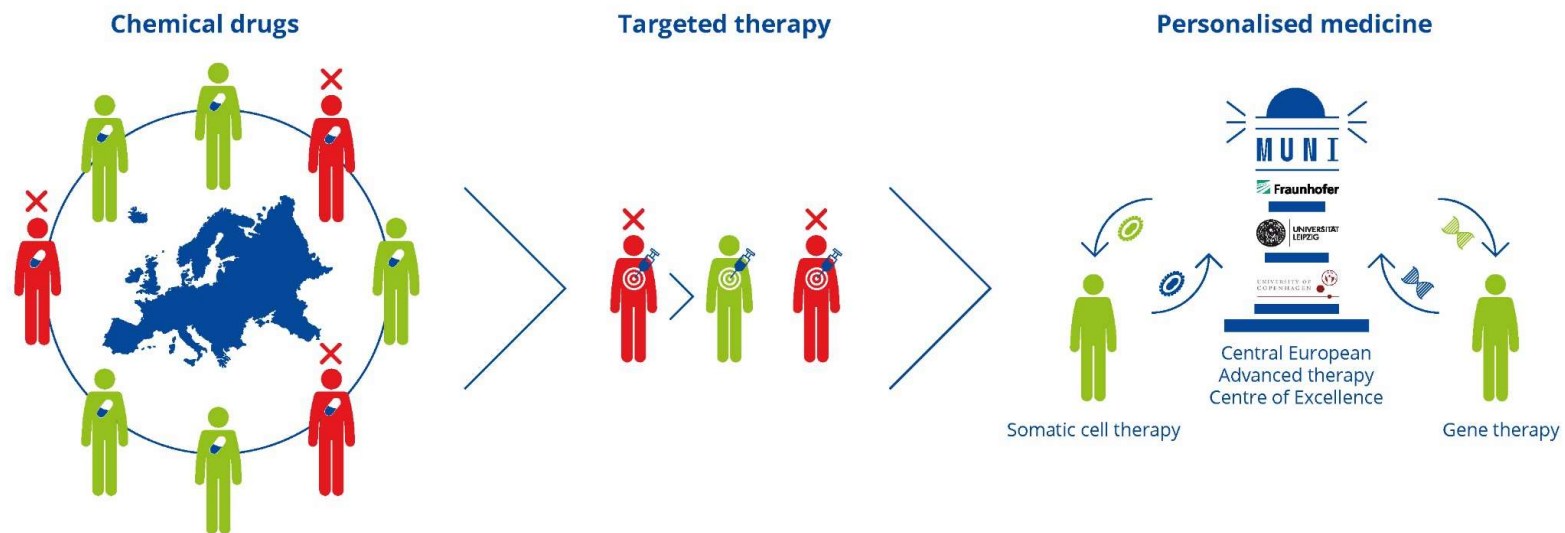 Chemical drugs
Targeted therapy
Personalised medicine
MUNI
Fraunhofer
UNIVERSITÄT
LEIPZIG
UNIVERSITY OF
COPENHAGEN
Central European
Advanced therapy
Centre of Excellence
Somatic cell therapy
Gene therapy